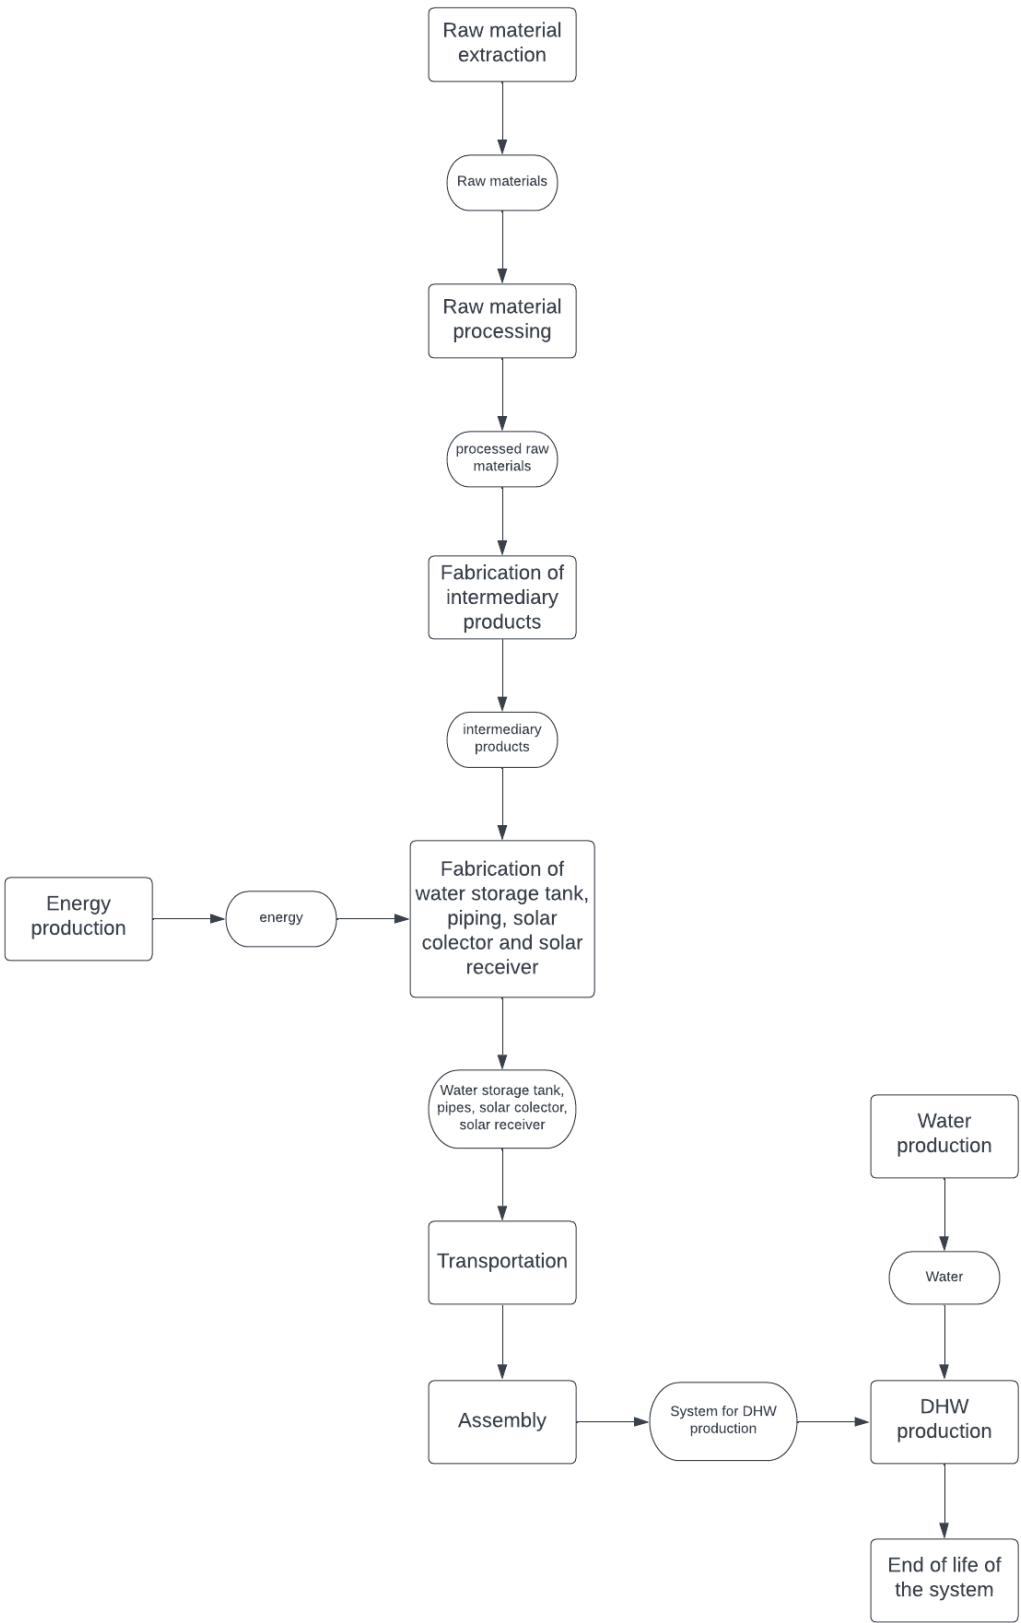 Raw material
extraction
Raw materials
Raw material
processing
processed raw
materials
Fabrication of
intermediary
products
intermediary
products
Energy
production
energy
Fabrication of
water storage tank,
piping, solar
colector and solar
receiver
Water storage tank,
pipes, solar colector,
solar receiver
Transportation
Assembly
System for DHW
production
Water
production
Water
DHW
production
End of life of
the system